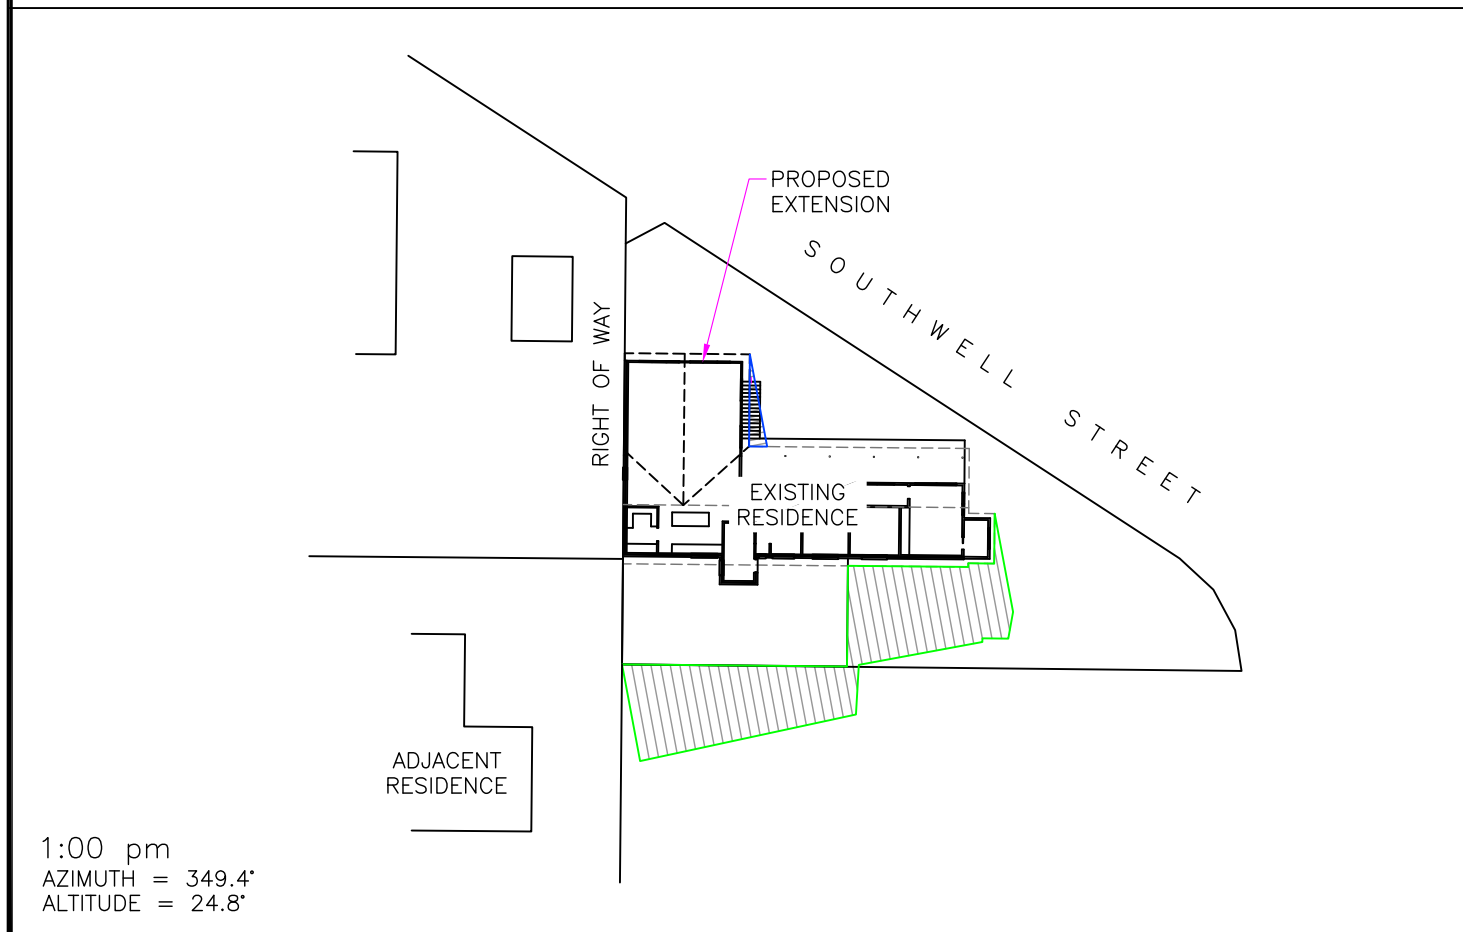 PROPOSED
EXTENSION
SOUTHWELL STREET
RIGHT OF WAY
EXISTING
RESIDENCE
ADJACENT
RESIDENCE
1:00 pm
AZIMUTH = 349.4°
ALTITUDE = 24.8°